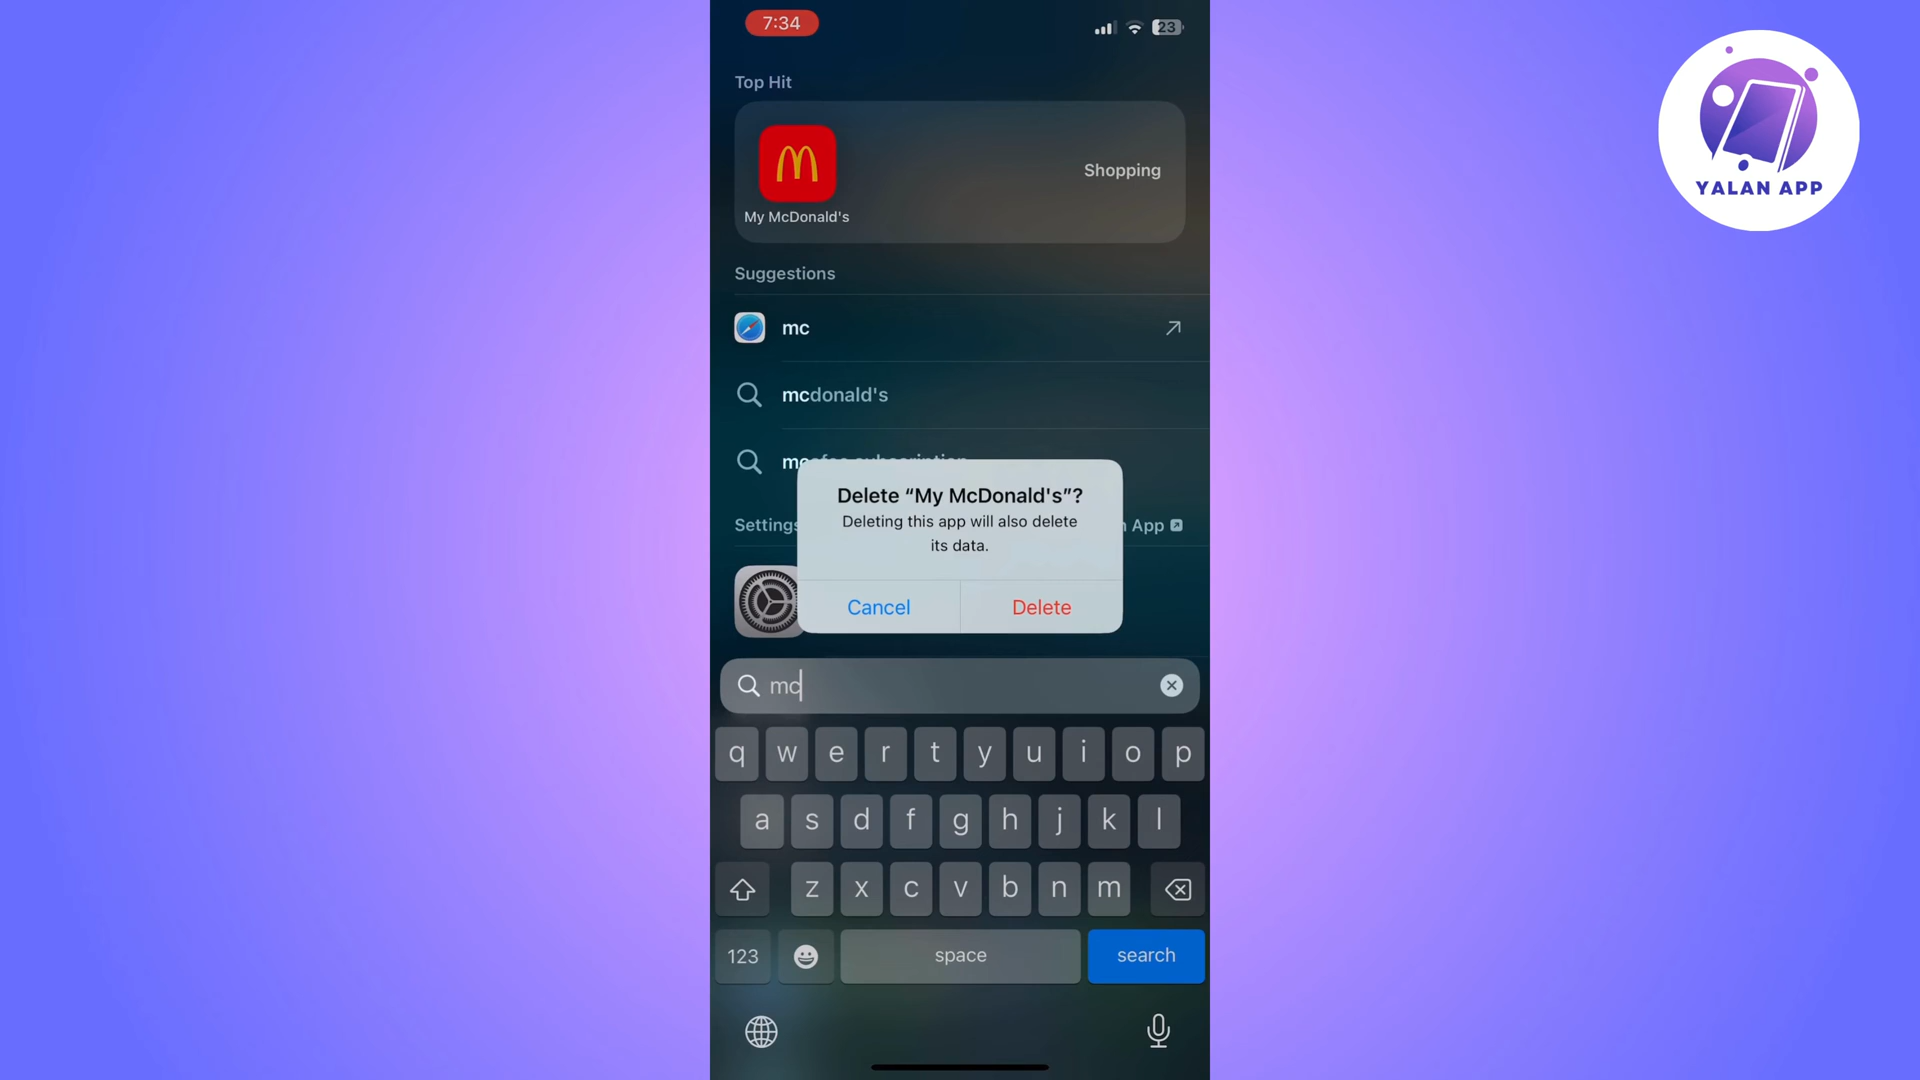 7:34
23
YALAN APP
Top Hit
Shopping
My McDonald's
Suggestions
mc
mcdonald's
Settings
App
Delete “My McDonald's”?
Deleting this app will also delete
its data.
Cancel Delete
mc
q w e r t y u i o p
a s d f g h j k l
z x c v b n m
123 space search